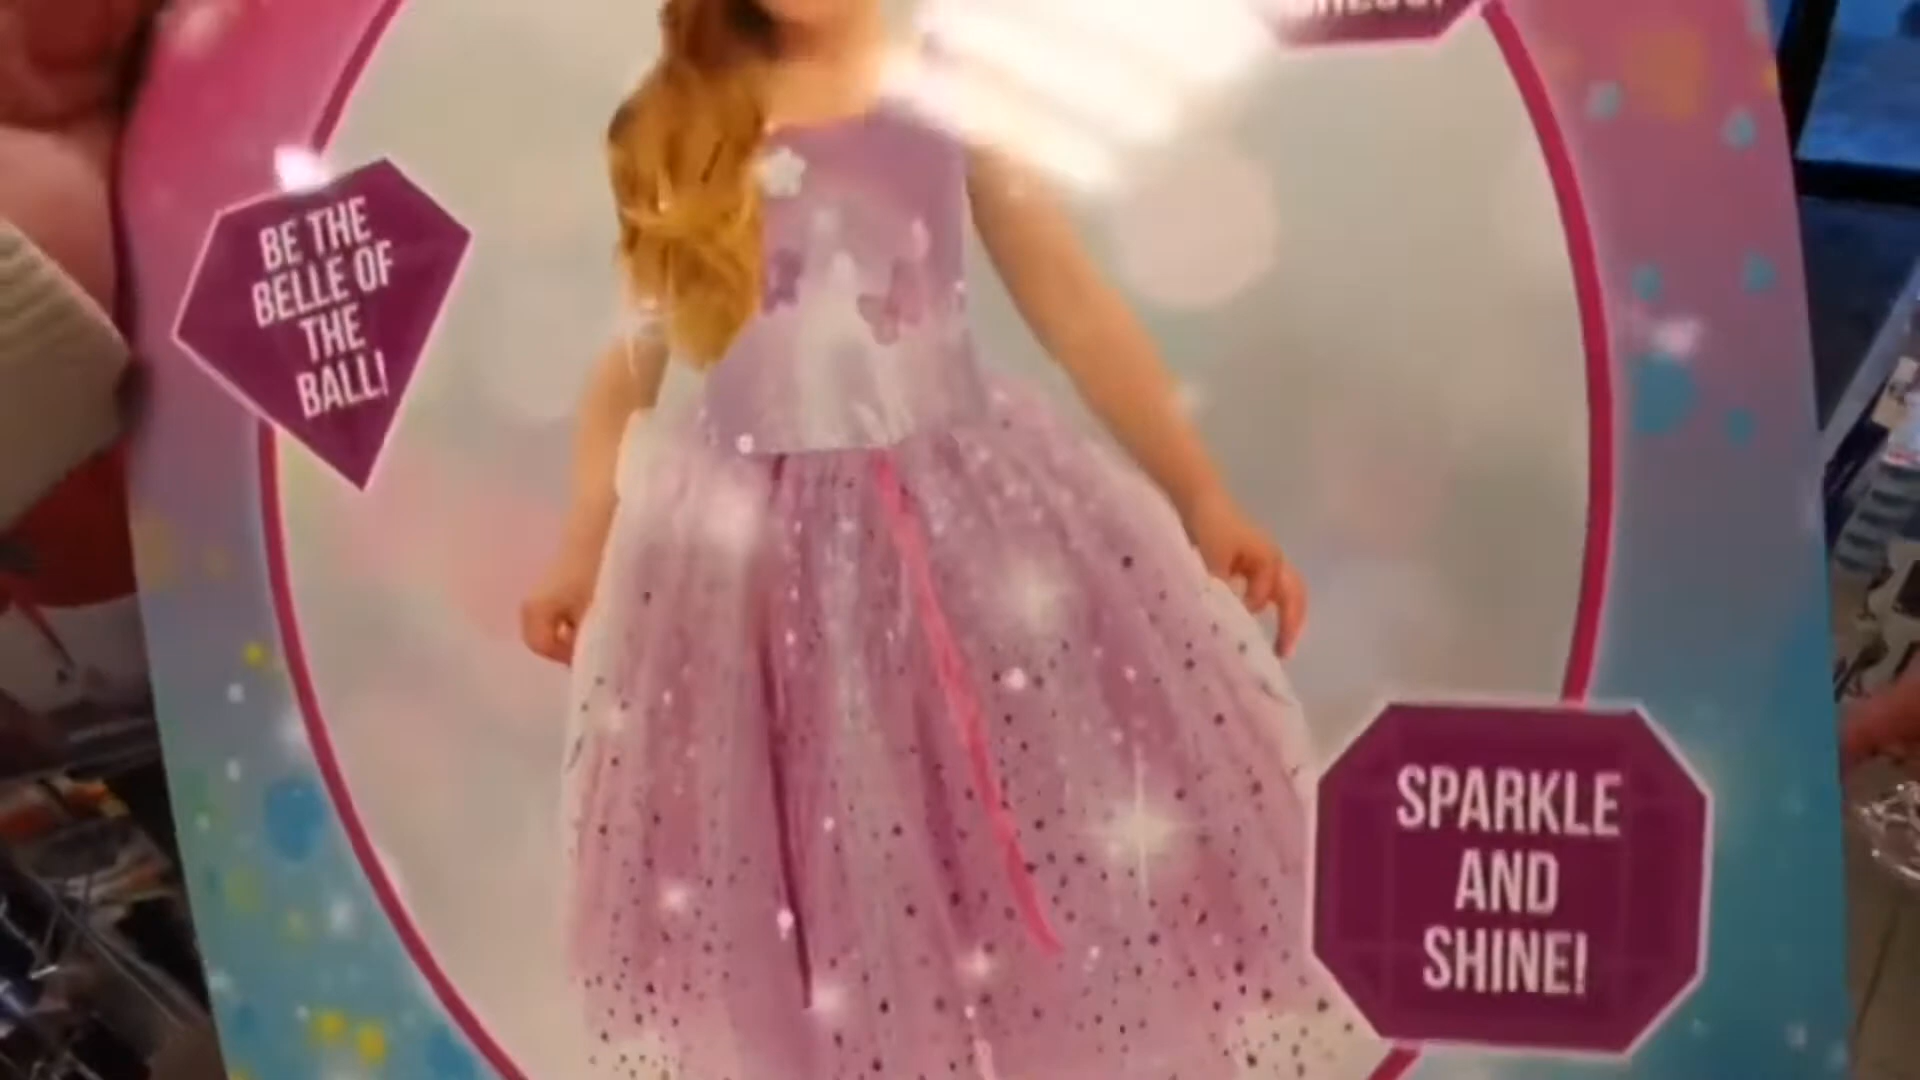 BE THE
BELLE OF
THE
BALL!
SPARKLE
AND
SHINE!